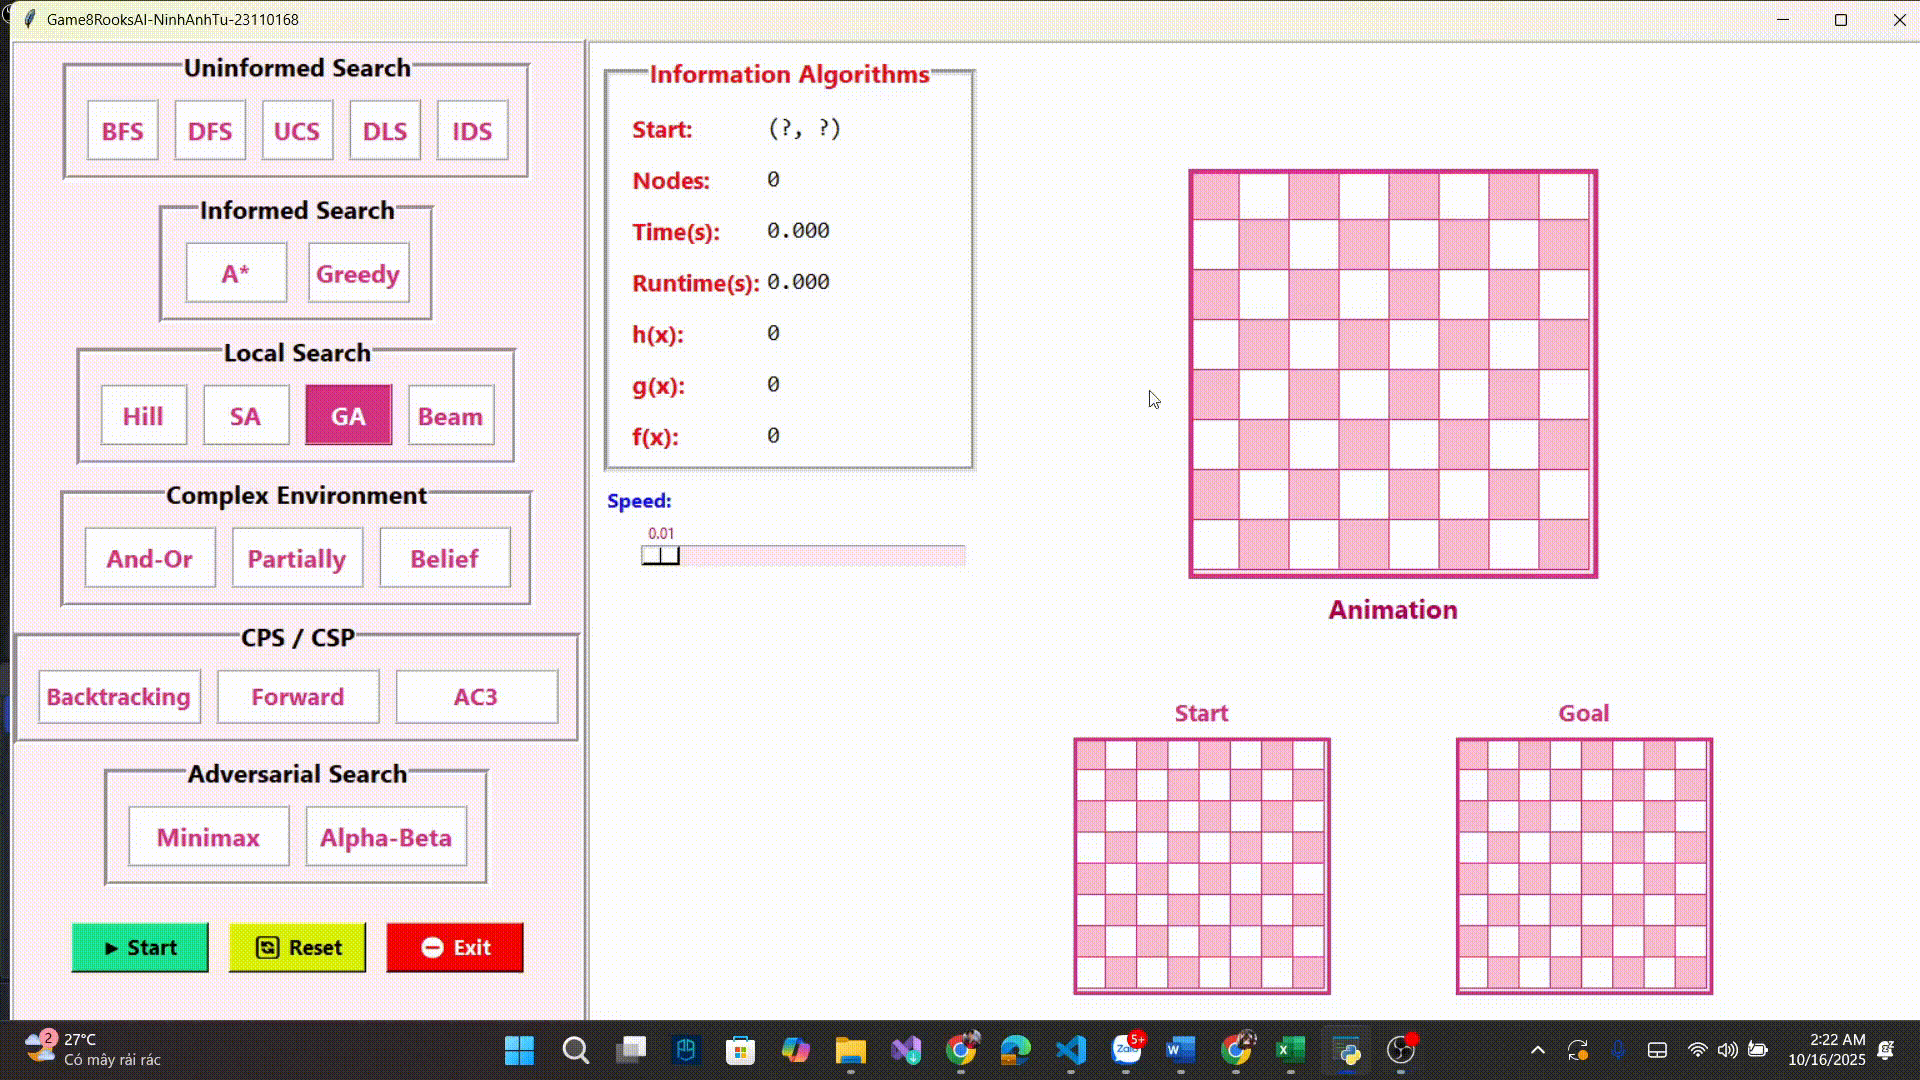 Game8RooksAI-NinhAnhTu-23110168
Uninformed Search
BFS DFS UCS DLS IDS
Informed Search
A* Greedy
Local Search
Hill SA GA Beam
Complex Environment
And-Or Partially Belief
CPS / CSP
Backtracking Forward AC3
Adversarial Search
Minimax Alpha-Beta
Start Reset Exit
Information Algorithms
Start: (?, ?)
Nodes: 0
Time(s): 0.000
Runtime(s): 0.000
h(x): 0
g(x): 0
f(x): 0
Speed:
0.01
Animation
Start
Goal
2
27°C
Có mây rải rác
Zalo
5+
2:22 AM
10/16/2025